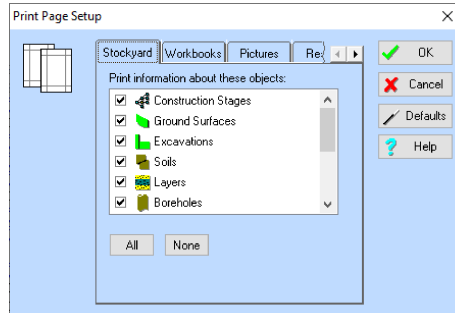 Print Page Setup
Stockyard Workbooks Pictures
Print information about these objects:
Construction Stages
Ground Surfaces
Excavations
Soils
Layers
Boreholes
All None
OK
Cancel
Defaults
Help